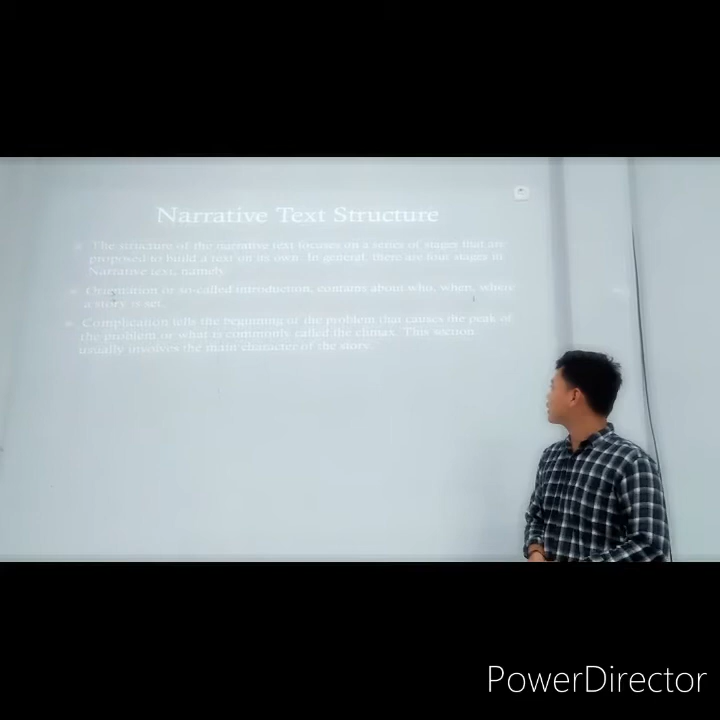 Narrative Text Structure
The structure of the narrative text focuses on a series of stages that are
proposed to build a text on its own. In general, there are four stages in
Narrative text, namely
Orientation or so-called introduction, contains about who, when, where
a story is set.
Complication tells the beginning of the problem that causes the peak of
the problem or what is commonly called the climax. This section
usually involves the main character of the story.
PowerDirector